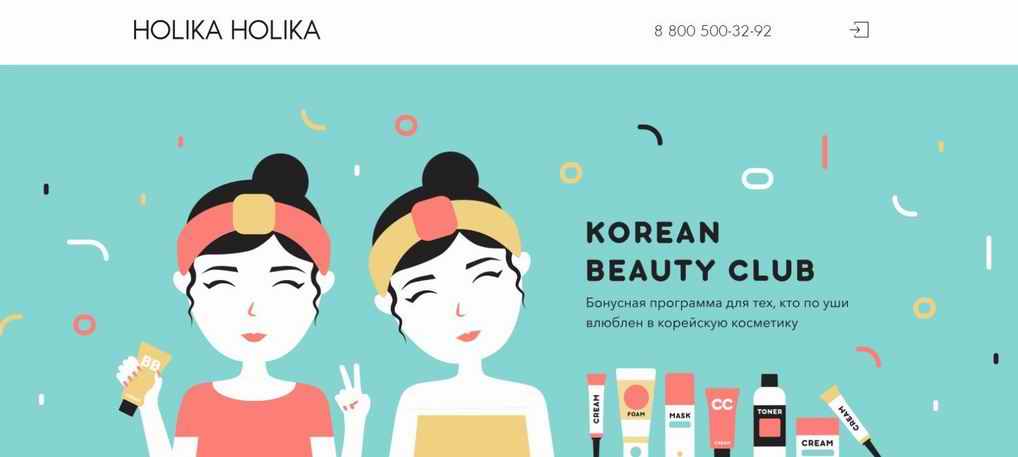 HOLIKA HOLIKA
8 800 500-32-92
KOREAN
BEAUTY CLUB
Бонусная программа для тех, кто по уши
влюблен в корейскую косметику
BB
CREAM
FOAM
MASK
CC
CREAM
TONER
CREAM
CREAM